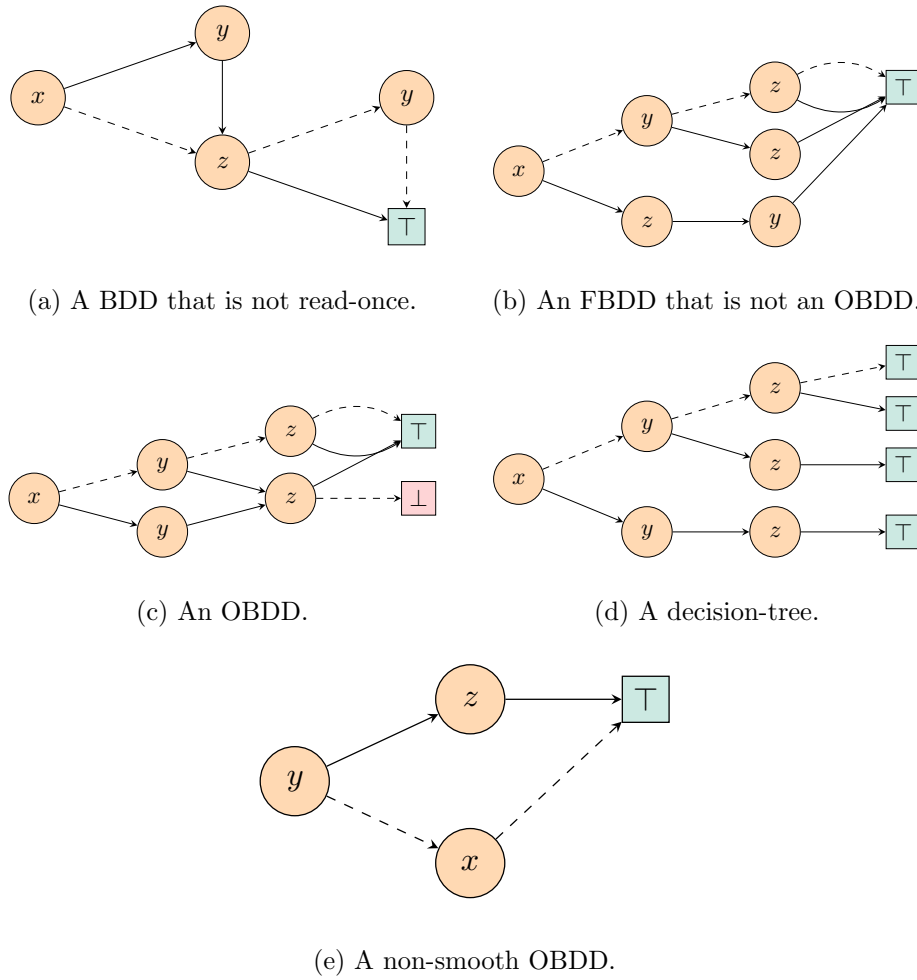 y
x
y
z
⊤
(a) A BDD that is not read-once.
z
⊤
y
z
x
z
y
(b) An FBDD that is not an OBDD.
z
⊤
y
x
z
⊥
y
(c) An OBDD.
⊤
z
⊤
y
z
⊤
x
y
z
⊤
(d) A decision-tree.
z
⊤
y
x
(e) A non-smooth OBDD.